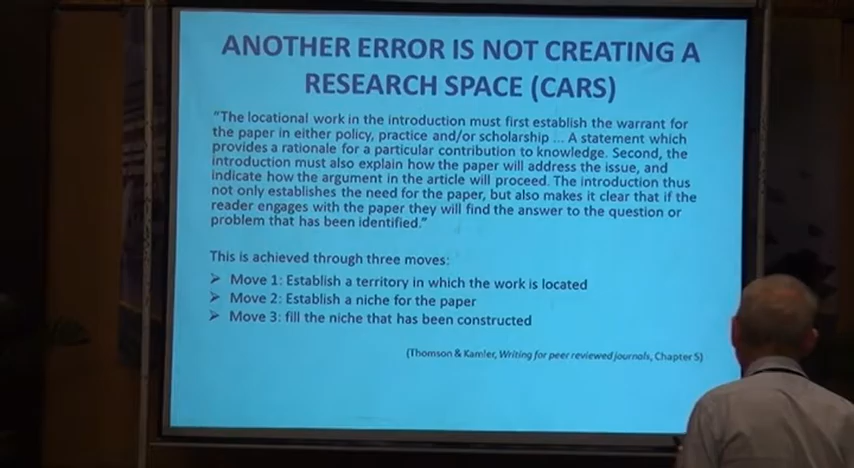 ANOTHER ERROR IS NOT CREATING A
RESEARCH SPACE (CARS)
"The locational work in the introduction must first establish the warrant for
the paper in either policy, practice and/or scholarship ... A statement which
provides a rationale for a particular contribution to knowledge. Second, the
introduction must also explain how the paper will address the issue, and
indicate how the argument in the article will proceed. The introduction thus
not only establishes the need for the paper, but also makes it clear that if the
reader engages with the paper they will find the answer to the question or
problem that has been identified."
This is achieved through three moves:
➢ Move 1: Establish a territory in which the work is located
➢ Move 2: Establish a niche for the paper
➢ Move 3: fill the niche that has been constructed
(Thomson & Kamler, Writing for peer reviewed journals, Chapter 5)